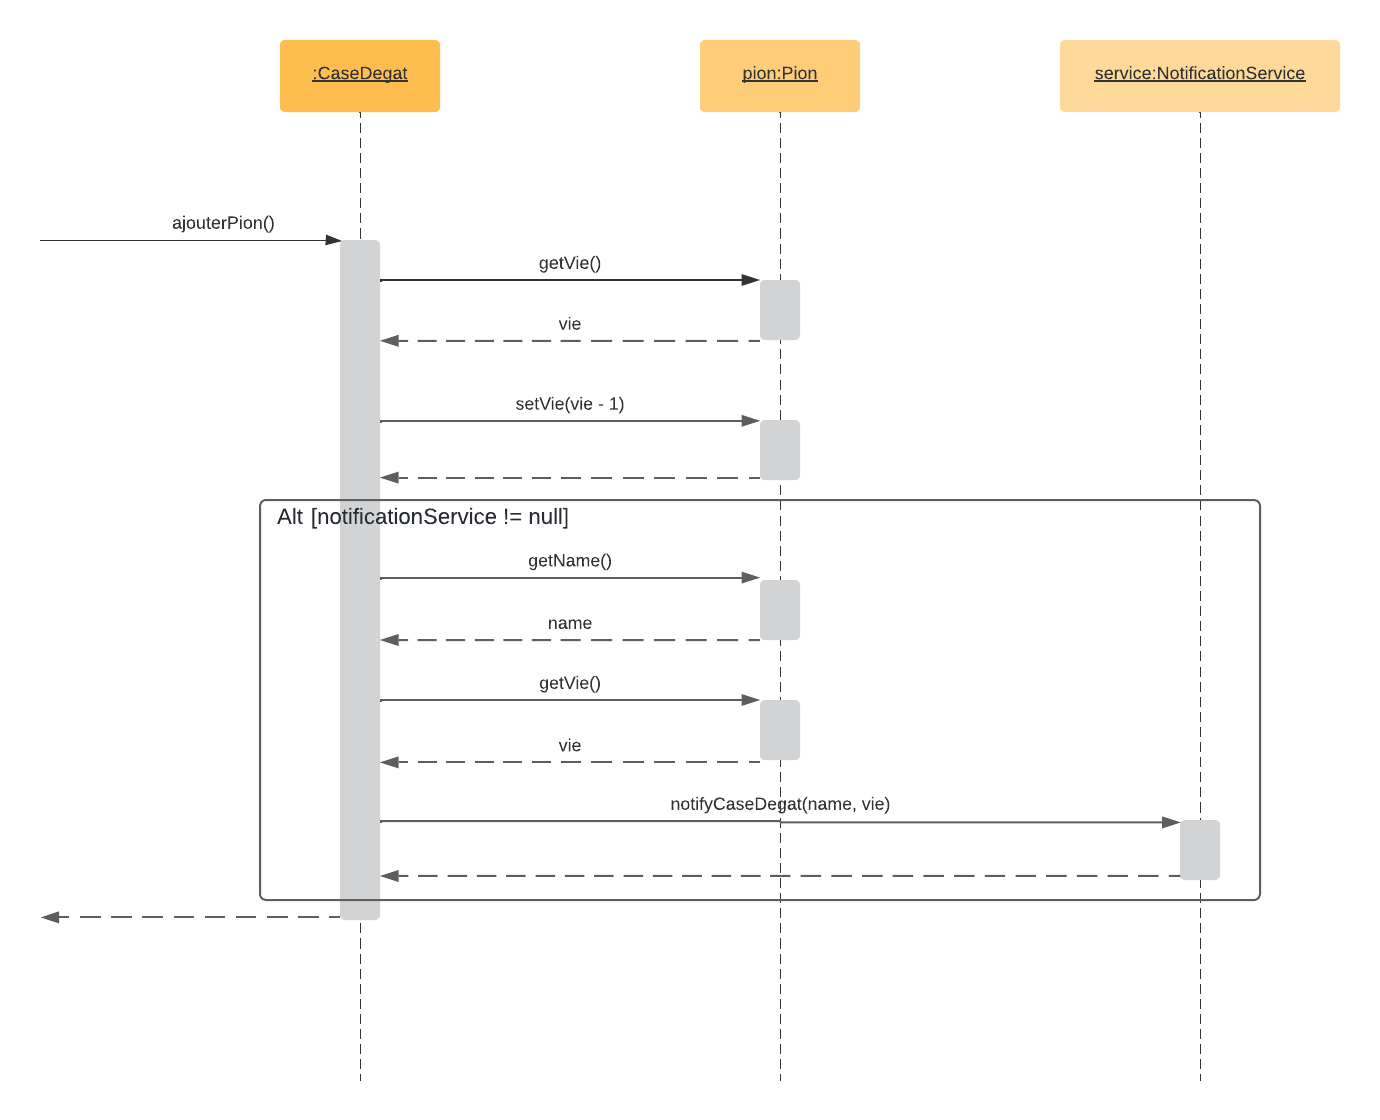 :CaseDegat
pion:Pion
service:NotificationService
ajouterPion()
getVie()
vie
setVie(vie - 1)
Alt [notificationService != null]
getName()
name
getVie()
vie
notifyCaseDegat(name, vie)